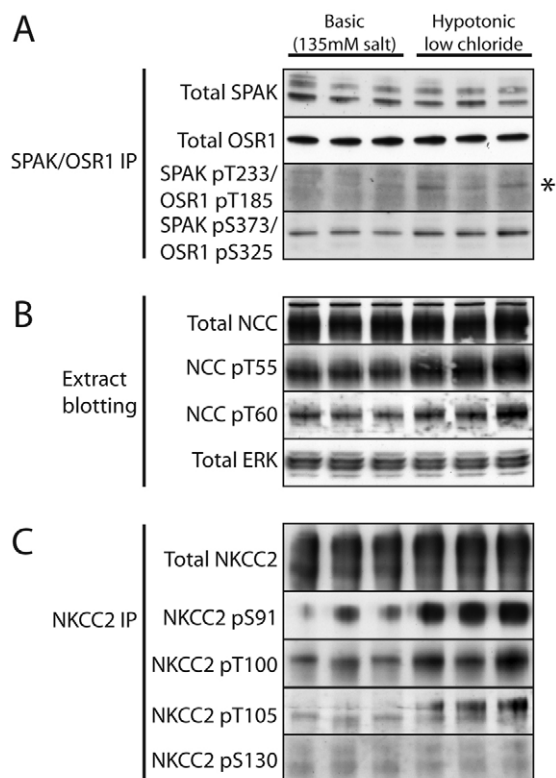 A
Basic
(135mM salt)
Hypotonic
low chloride
SPAK/OSR1 IP
Total SPAK
Total OSR1
SPAK pT233/
OSR1 pT185
*
SPAK pS373/
OSR1 pS325
B
Extract
blotting
Total NCC
NCC pT55
NCC pT60
Total ERK
C
NKCC2 IP
Total NKCC2
NKCC2 pS91
NKCC2 pT100
NKCC2 pT105
NKCC2 pS130